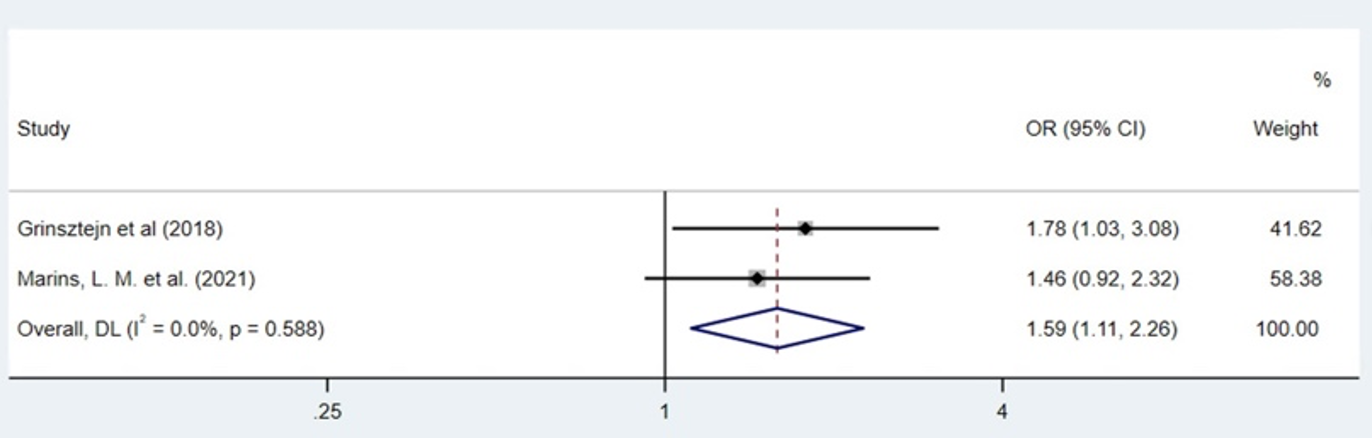 %
Study OR (95% CI) Weight
Grinsztejn et al (2018) 1.78 (1.03, 3.08) 41.62
Marins, L. M. et al. (2021) 1.46 (0.92, 2.32) 58.38
Overall, DL (I² = 0.0%, p = 0.588) 1.59 (1.11, 2.26) 100.00
.25 1 4